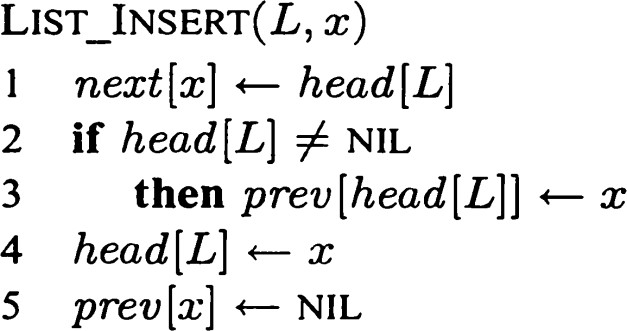 LIST_INSERT(L, x)
1 next[x] ← head[L]
2 if head[L] ≠ NIL
3 then prev[head[L]] ← x
4 head[L] ← x
5 prev[x] ← NIL